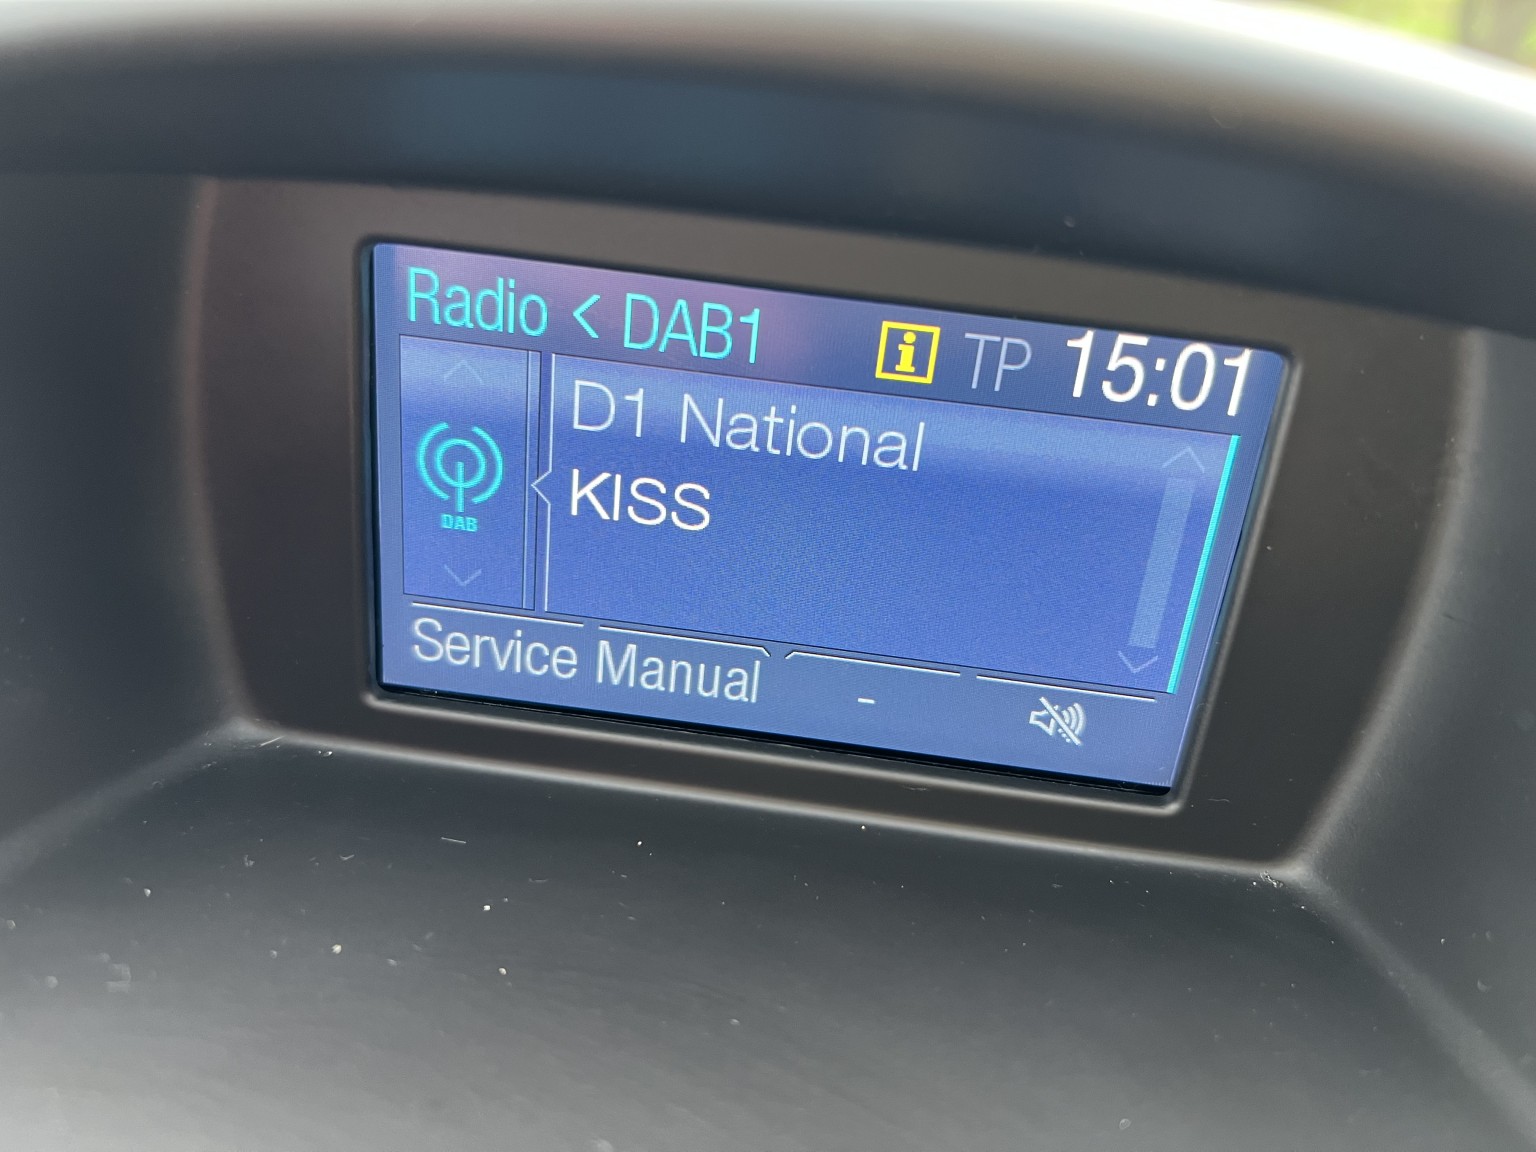 Radio < DAB1 i TP 15:01
D1 National
KISS
DAB
Service Manual -